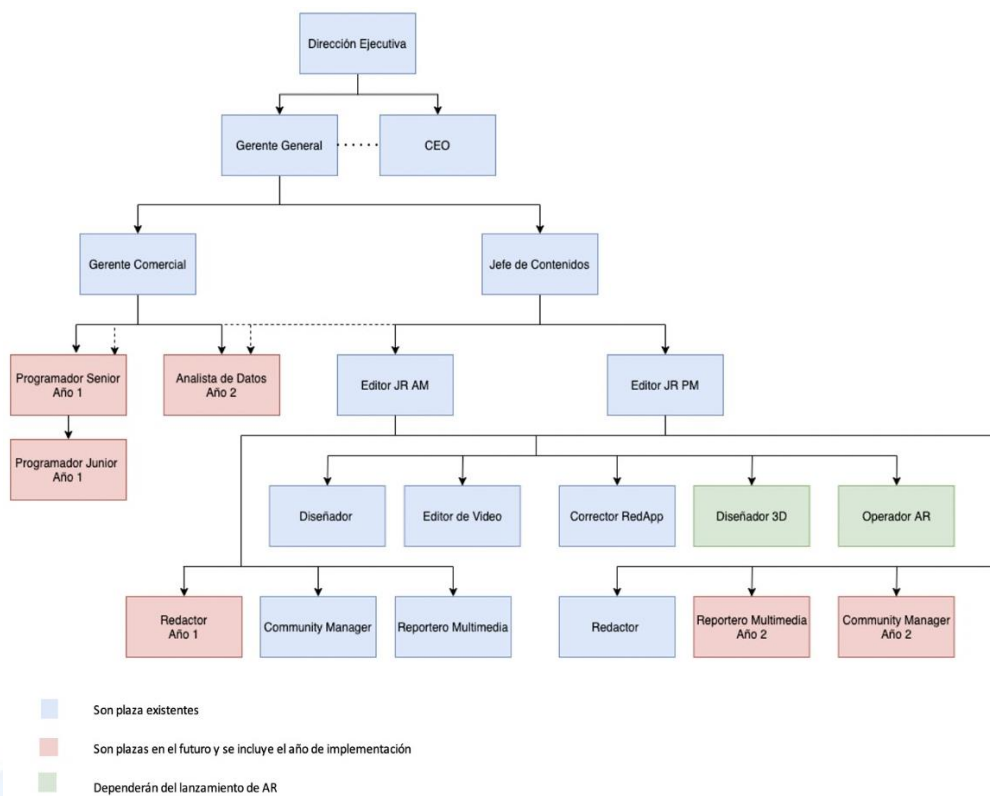 Dirección Ejecutiva
Gerente General
CEO
Gerente Comercial
Jefe de Contenidos
Programador Senior
Año 1
Analista de Datos
Año 2
Editor JR AM
Editor JR PM
Programador Junior
Año 1
Diseñador
Editor de Video
Corrector RedApp
Diseñador 3D
Operador AR
Redactor
Año 1
Community Manager
Reportero Multimedia
Redactor
Reportero Multimedia
Año 2
Community Manager
Año 2
Son plaza existentes
Son plazas en el futuro y se incluye el año de implementación
Dependerán del lanzamiento de AR